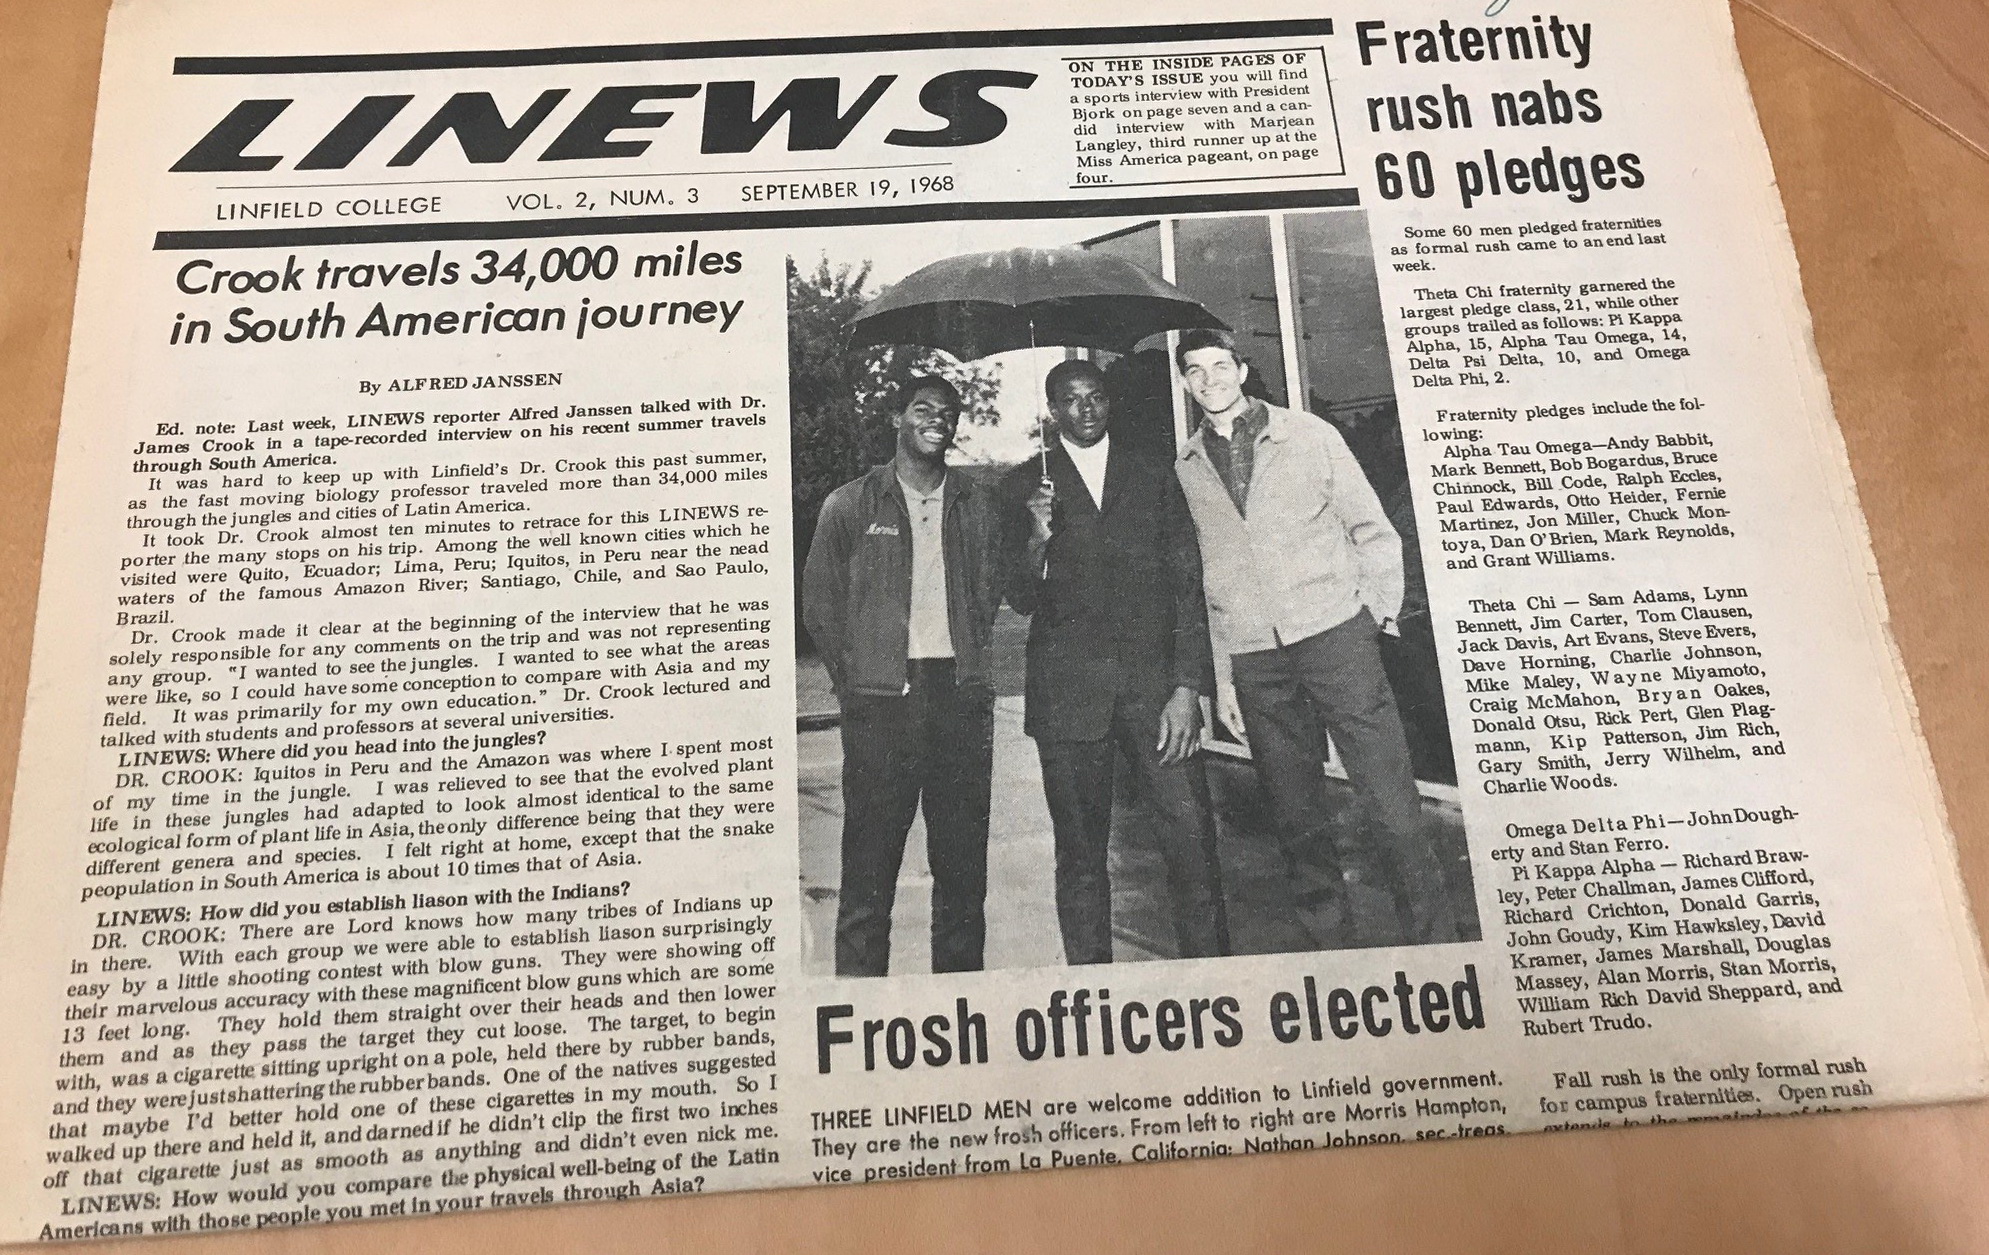 LINEWS
LINFIELD COLLEGE VOL. 2, NUM. 3 SEPTEMBER 19, 1968
ON THE INSIDE PAGES OF
TODAY'S ISSUE you will find
a sports interview with President
Bjork on page seven and a can-
did interview with Marjean
Langley, third runner up at the
Miss America pageant, on page
four.
Crook travels 34,000 miles
in South American journey
By ALFRED JANSSEN
Ed. note: Last week, LINEWS reporter Alfred Janssen talked with Dr.
James Crook in a tape-recorded interview on his recent summer travels
through South America.
It was hard to keep up with Linfield's Dr. Crook this past summer,
as the fast moving biology professor traveled more than 34,000 miles
through the jungles and cities of Latin America.
It took Dr. Crook almost ten minutes to retrace for this LINEWS re-
porter the many stops on his trip. Among the well known cities which he
visited were Quito, Ecuador; Lima, Peru; Iquitos, in Peru near the nead
waters of the famous Amazon River; Santiago, Chile, and Sao Paulo,
Brazil.
Dr. Crook made it clear at the beginning of the interview that he was
solely responsible for any comments on the trip and was not representing
any group. "I wanted to see the jungles. I wanted to see what the areas
were like, so I could have some conception to compare with Asia and my
field. It was primarily for my own education." Dr. Crook lectured and
talked with students and professors at several universities.
LINEWS: Where did you head into the jungles?
DR. CROOK: Iquitos in Peru and the Amazon was where I spent most
of my time in the jungle. I was relieved to see that the evolved plant
life in these jungles had adapted to look almost identical to the same
ecological form of plant life in Asia, the only difference being that they were
different genera and species. I felt right at home, except that the snake
peopulation in South America is about 10 times that of Asia.
LINEWS: How did you establish liason with the Indians?
DR. CROOK: There are Lord knows how many tribes of Indians up
in there. With each group we were able to establish liason surprisingly
easy by a little shooting contest with blow guns. They were showing off
their marvelous accuracy with these magnificent blow guns which are some
13 feet long. They hold them straight over their heads and then lower
them and as they pass the target they cut loose. The target, to begin
with, was a cigarette sitting upright on a pole, held there by rubber bands,
and they were just shattering the rubber bands. One of the natives suggested
that maybe I'd better hold one of these cigarettes in my mouth. So I
walked up there and held it, and darned if he didn't clip the first two inches
off that cigarette just as smooth as anything and didn't even nick me.
LINEWS: How would you compare the physical well-being of the Latin
Americans with those people you met in your travels through Asia?
Morris
Frosh officers elected
THREE LINFIELD MEN are welcome addition to Linfield government.
They are the new frosh officers. From left to right are Morris Hampton,
vice president from La Puente, California; Nathan Johnson, sec.-treas.
Fraternity
rush nabs
60 pledges
Some 60 men pledged fraternities
as formal rush came to an end last
week.
Theta Chi fraternity garnered the
largest pledge class, 21, while other
groups trailed as follows: Pi Kappa
Alpha, 15, Alpha Tau Omega, 14,
Delta Psi Delta, 10, and Omega
Delta Phi, 2.
Fraternity pledges include the fol-
lowing:
Alpha Tau Omega—Andy Babbit,
Mark Bennett, Bob Bogardus, Bruce
Chinnock, Bill Code, Ralph Eccles,
Paul Edwards, Otto Heider, Fernie
Martinez, Jon Miller, Chuck Mon-
toya, Dan O'Brien, Mark Reynolds,
and Grant Williams.
Theta Chi — Sam Adams, Lynn
Bennett, Jim Carter, Tom Clausen,
Jack Davis, Art Evans, Steve Evers,
Dave Horning, Charlie Johnson,
Mike Maley, Wayne Miyamoto,
Craig McMahon, Bryan Oakes,
Donald Otsu, Rick Pert, Glen Plag-
mann, Kip Patterson, Jim Rich,
Gary Smith, Jerry Wilhelm, and
Charlie Woods.
Omega Delta Phi—John Dough-
erty and Stan Ferro.
Pi Kappa Alpha — Richard Braw-
ley, Peter Challman, James Clifford,
Richard Crichton, Donald Garris,
John Goudy, Kim Hawksley, David
Kramer, James Marshall, Douglas
Massey, Alan Morris, Stan Morris,
William Rich David Sheppard, and
Rubert Trudo.
Fall rush is the only formal rush
for campus fraternities. Open rush
extends to the remainder of the